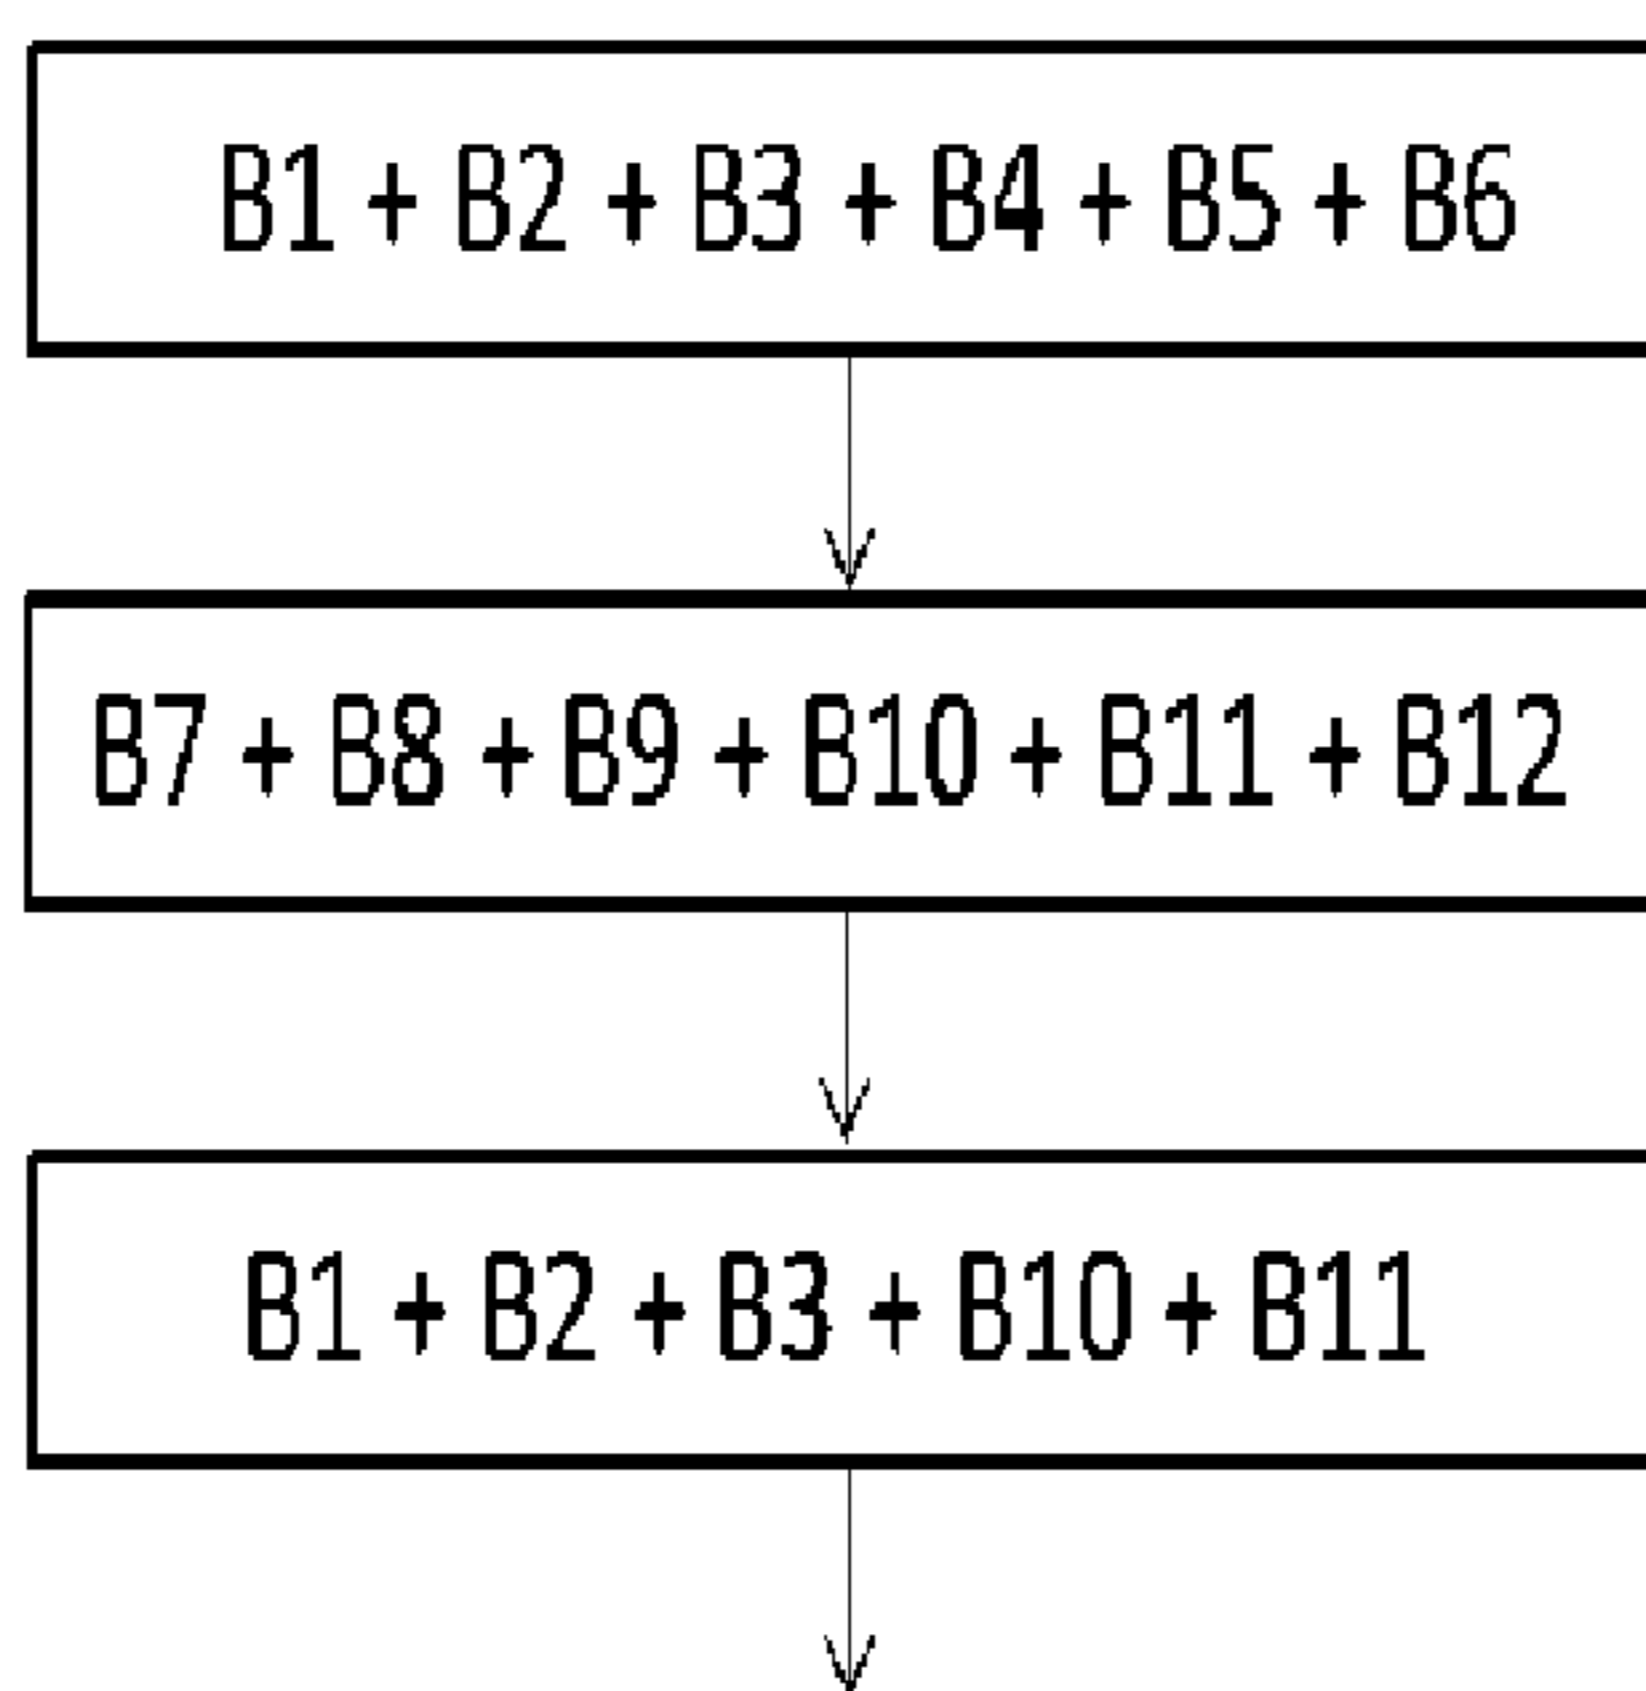 B1 + B2 + B3 + B4 + B5 + B6
B7 + B8 + B9 + B10 + B11 + B12
B1 + B2 + B3 + B10 + B11